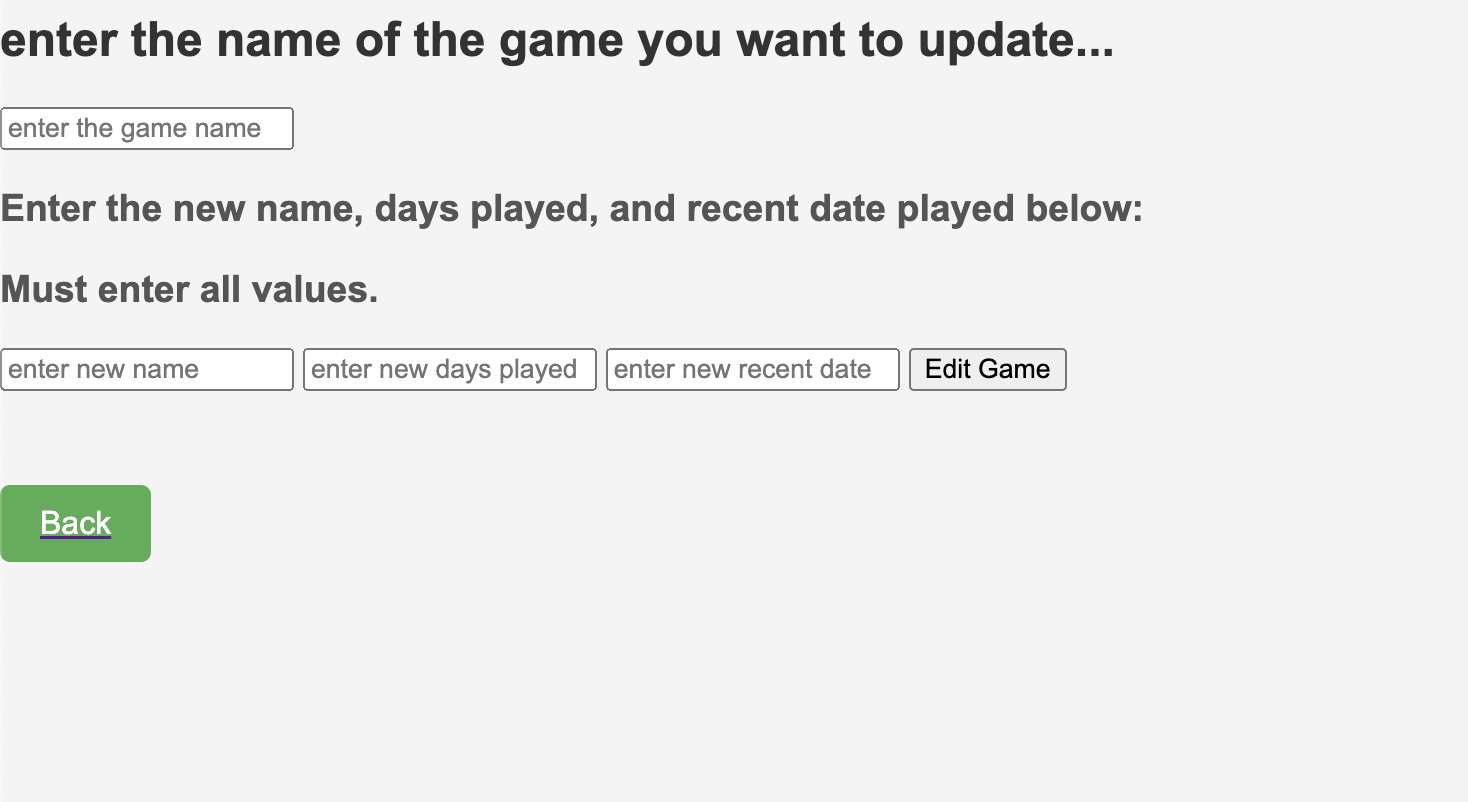 enter the name of the game you want to update...
enter the game name
Enter the new name, days played, and recent date played below:
Must enter all values.
enter new name enter new days played enter new recent date Edit Game
Back